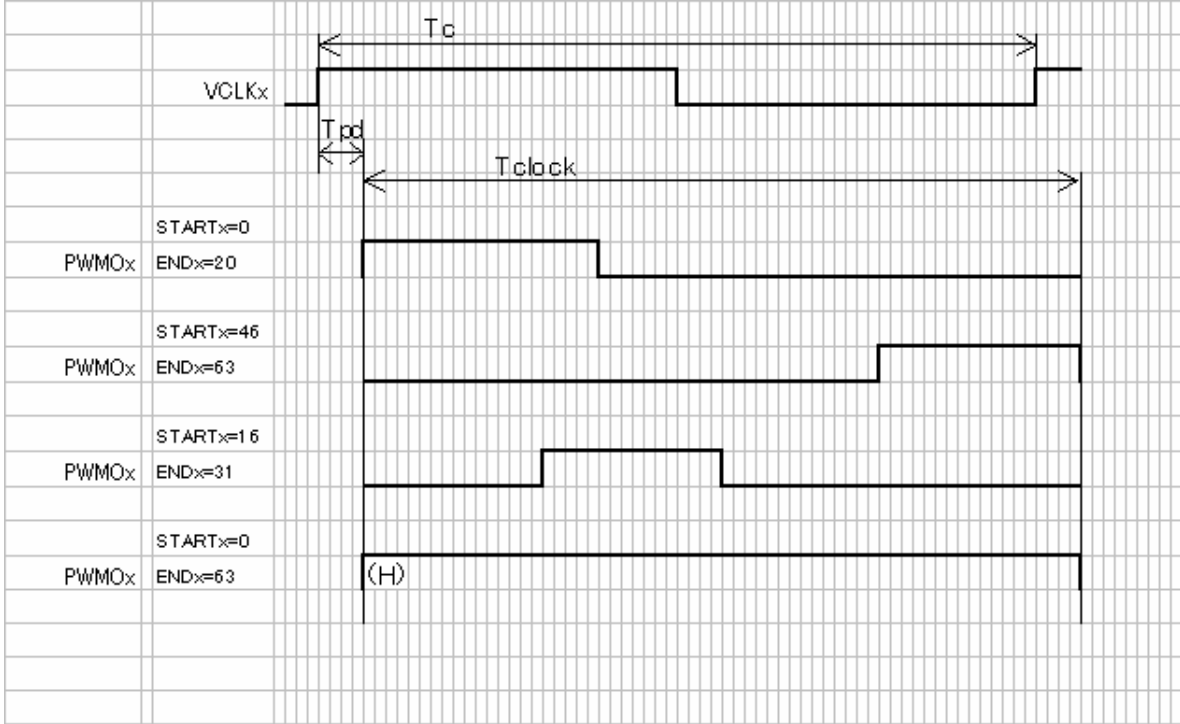 Tc
VCLKx
Tpd
Tclock
STARTx=0
PWMOx ENDx=20
STARTx=46
PWMOx ENDx=63
STARTx=16
PWMOx ENDx=31
STARTx=0
PWMOx ENDx=63 (H)